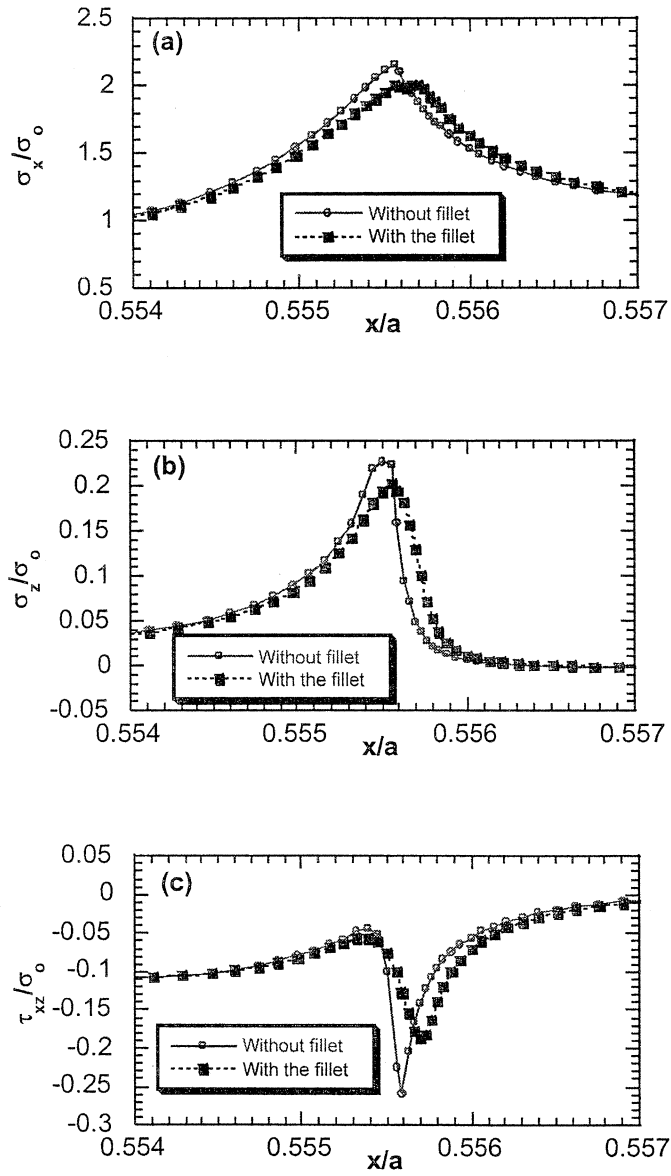 (a)
2.5
2
1.5
1
0.5
σx/σo
Without fillet
With the fillet
0.554 0.555 0.556 0.557
x/a
(b)
0.25
0.2
0.15
0.1
0.05
0
-0.05
σz/σo
Without fillet
With the fillet
0.554 0.555 0.556 0.557
x/a
(c)
0.05
0
-0.05
-0.1
-0.15
-0.2
-0.25
-0.3
τxz/σo
Without fillet
With the fillet
0.554 0.555 0.556 0.557
x/a